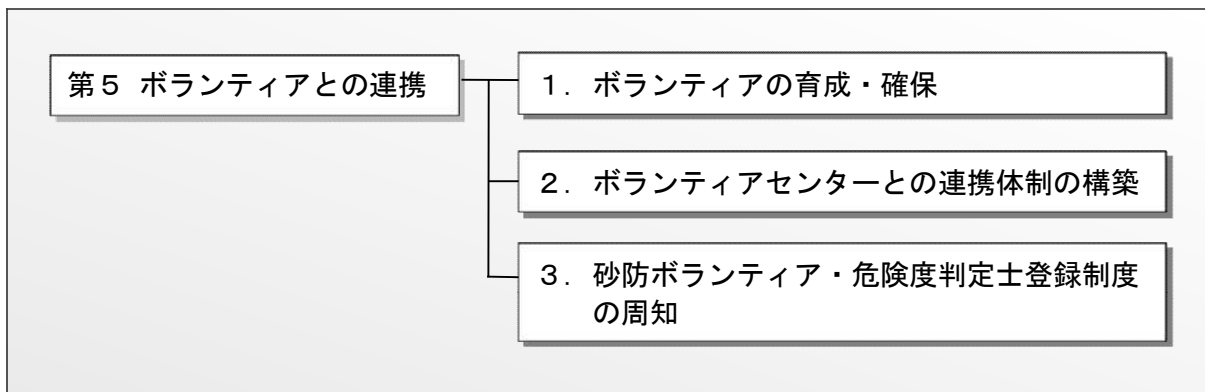 第5 ボランティアとの連携
1. ボランティアの育成・確保
2. ボランティアセンターとの連携体制の構築
3. 砂防ボランティア・危険度判定士登録制度
の周知